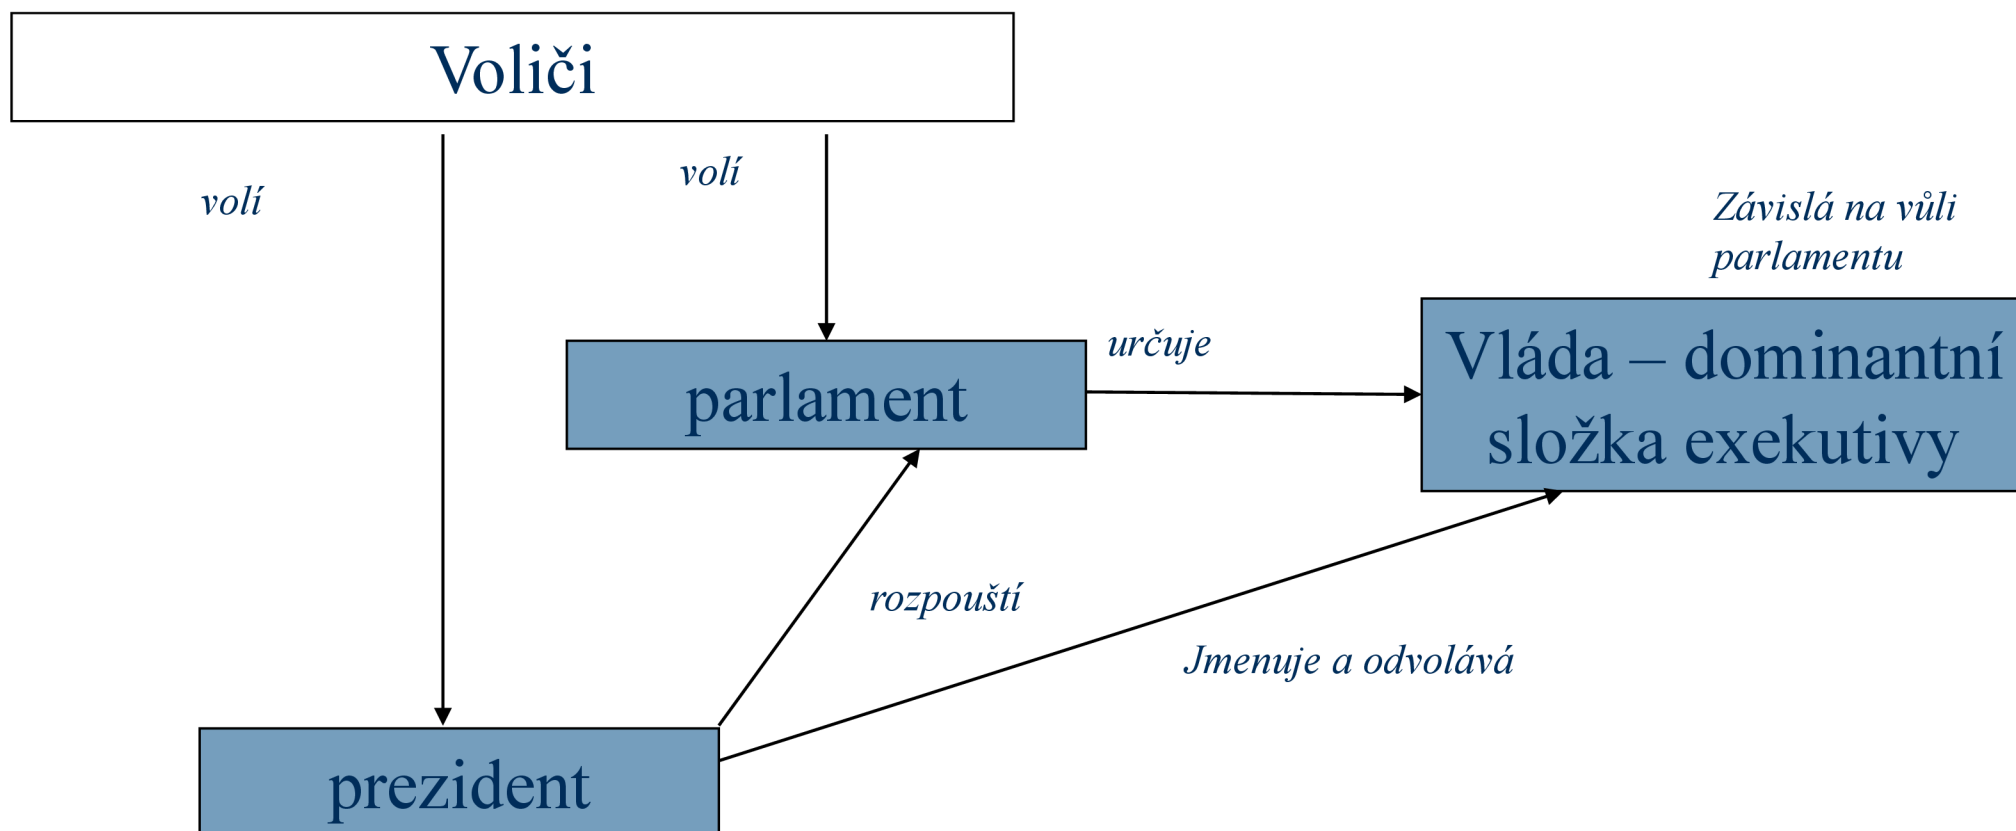 Voliči
volí
volí
Závislá na vůli
parlamentu
určuje
parlament
Vláda – dominantní
složka exekutivy
rozpouští
Jmenuje a odvolává
prezident